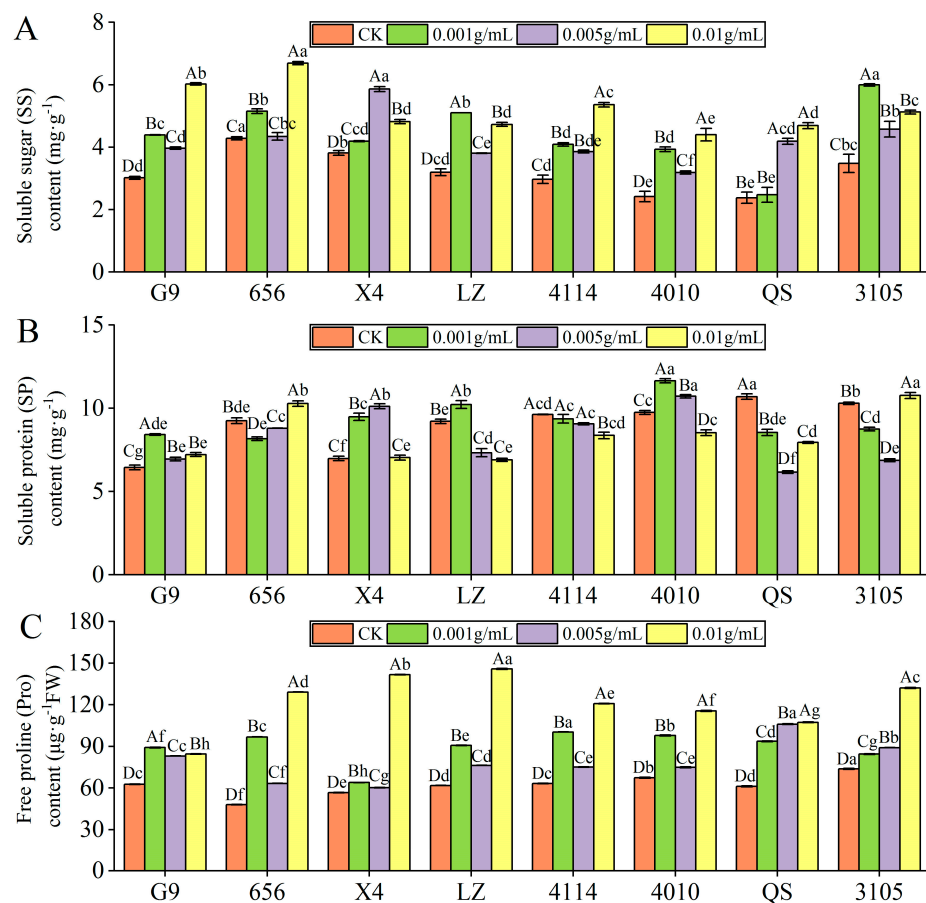 A
Soluble sugar (SS)
content (mg·g⁻¹)
8
6
4
2
0
CK 0.001g/mL 0.005g/mL 0.01g/mL
Dd Bc Cd Ab
Ca Bb Cbc Aa
Db Ccd Aa Bd
Dcd Ab Ce Bd
Cd Bd Bde Ac
De Bd Cf Ae
Be Be Acd Ad
Cbc Aa Bb Bc
G9 656 X4 LZ 4114 4010 QS 3105
B
Soluble protein (SP)
content (mg·g⁻¹)
15
10
5
0
CK 0.001g/mL 0.005g/mL 0.01g/mL
Cg Ade Be Be
Bde De Cc Ab
Cf Bc Ab Ce
Be Ab Cd Ce
Acd Ac Ac Bcd
Cc Aa Ba Dc
Aa Bde Df Cd
Bb Cd De Aa
G9 656 X4 LZ 4114 4010 QS 3105
C
Free proline (Pro)
content (μg·g⁻¹FW)
180
150
120
90
60
30
0
CK 0.001g/mL 0.005g/mL 0.01g/mL
Dc Af Cc Bh
Df Bc Cf Ad
De Bh Cg Ab
Dd Be Cd Aa
Dc Ba Ce Ae
Db Bb Ce Af
Dd Cd Ba Ag
Da Cg Bb Ac
G9 656 X4 LZ 4114 4010 QS 3105